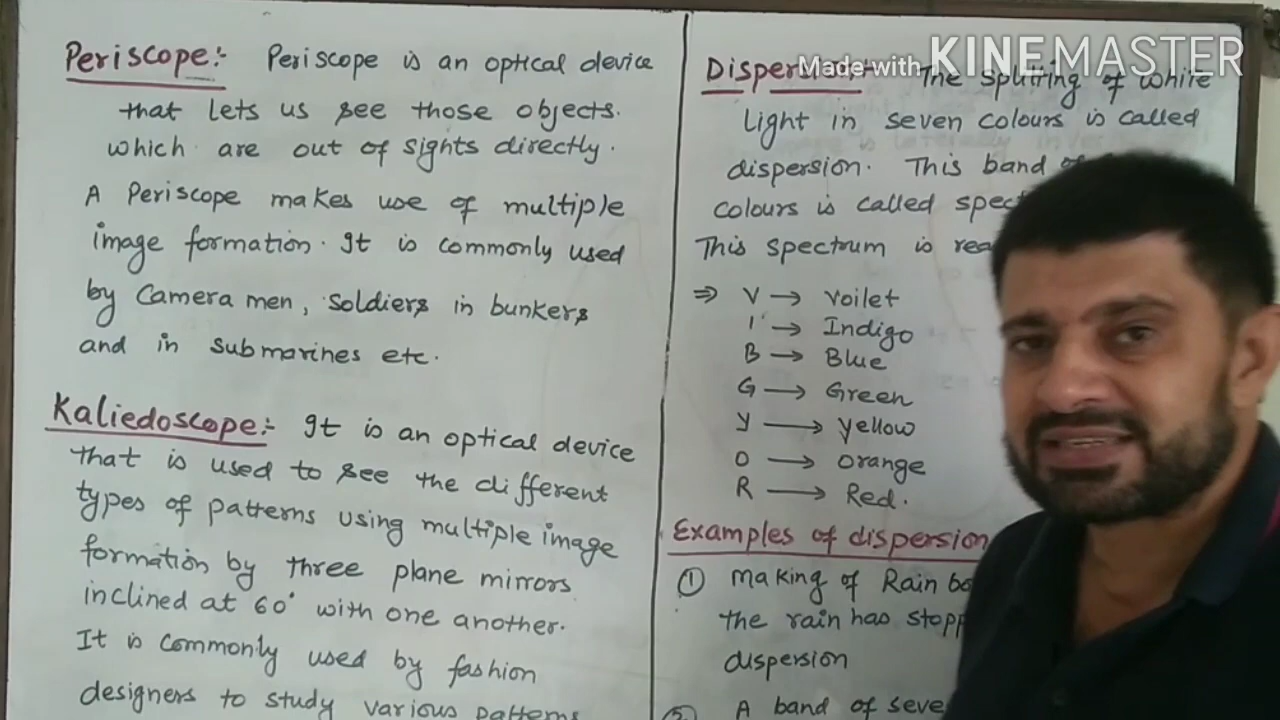 Periscope:- Periscope is an optical device
that lets us see those objects.
which are out of sights directly.
A Periscope makes use of multiple
image formation. It is commonly used
by camera men, soldiers in bunkers
and in submarines etc.
Kaliedoscope:- It is an optical device
that is used to see the different
types of patterns using multiple image
formation by three plane mirrors
inclined at 60° with one another.
It is commonly used by fashion
designers to study various patterns
Made with KINEMASTER
The splitting of white
light in seven colours is called
dispersion. This band of
colours is called
This spectrum is
⇒ V → Voilet
I → Indigo
B → Blue
G → Green
Y → Yellow
O → Orange
R → Red.
Examples of dispersion
① Making of Rain
the rain has
dispersion
A band of